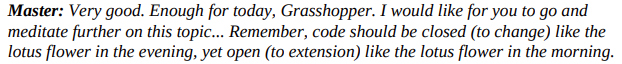 Master: Very good. Enough for today, Grasshopper. I would like for you to go and
meditate further on this topic... Remember, code should be closed (to change) like the
lotus flower in the evening, yet open (to extension) like the lotus flower in the morning.